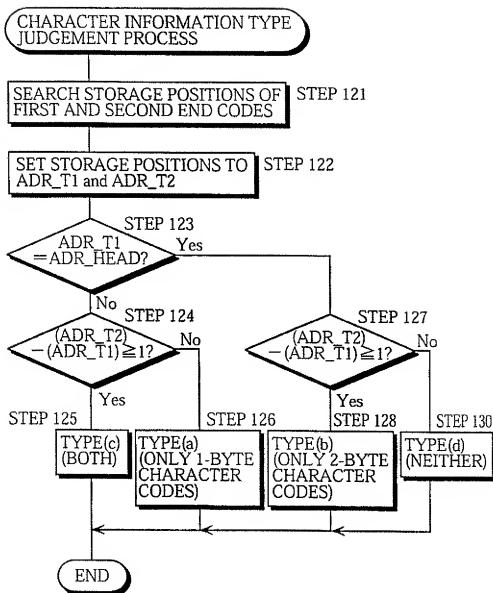 CHARACTER INFORMATION TYPE
JUDGEMENT PROCESS
SEARCH STORAGE POSITIONS OF
FIRST AND SECOND END CODES
STEP 121
SET STORAGE POSITIONS TO
ADR_T1 and ADR_T2
STEP 122
STEP 123
ADR_T1
=ADR_HEAD?
Yes
No
STEP 124
(ADR_T2)
-(ADR_T1)≧1?
No
Yes
STEP 127
(ADR_T2)
-(ADR_T1)≧1?
No
Yes
STEP 125
TYPE(c)
(BOTH)
STEP 126
TYPE(a)
(ONLY 1-BYTE
CHARACTER
CODES)
STEP 128
TYPE(b)
(ONLY 2-BYTE
CHARACTER
CODES)
STEP 130
TYPE(d)
(NEITHER)
END